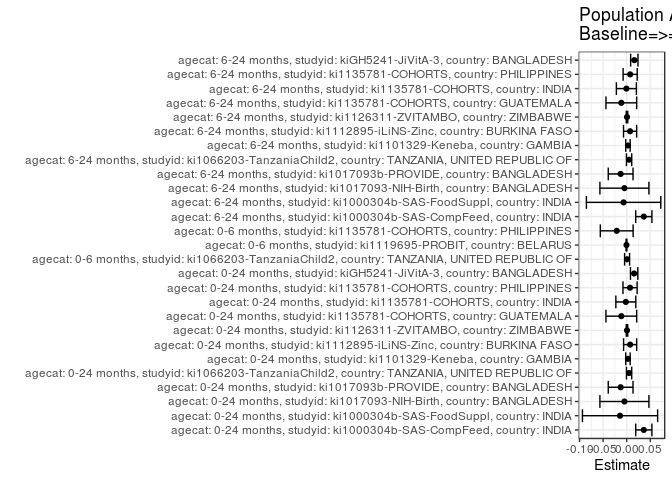 Population A
Baseline=>=
agecat: 6-24 months, studyid: kiGH5241-JiVitA-3, country: BANGLADESH
agecat: 6-24 months, studyid: ki1135781-COHORTS, country: PHILIPPINES
agecat: 6-24 months, studyid: ki1135781-COHORTS, country: INDIA
agecat: 6-24 months, studyid: ki1135781-COHORTS, country: GUATEMALA
agecat: 6-24 months, studyid: ki1126311-ZVITAMBO, country: ZIMBABWE
agecat: 6-24 months, studyid: ki1112895-iLiNS-Zinc, country: BURKINA FASO
agecat: 6-24 months, studyid: ki1101329-Keneba, country: GAMBIA
agecat: 6-24 months, studyid: ki1066203-TanzaniaChild2, country: TANZANIA, UNITED REPUBLIC OF
agecat: 6-24 months, studyid: ki1017093b-PROVIDE, country: BANGLADESH
agecat: 6-24 months, studyid: ki1017093-NIH-Birth, country: BANGLADESH
agecat: 6-24 months, studyid: ki1000304b-SAS-FoodSuppl, country: INDIA
agecat: 6-24 months, studyid: ki1000304b-SAS-CompFeed, country: INDIA
agecat: 0-6 months, studyid: ki1135781-COHORTS, country: PHILIPPINES
agecat: 0-6 months, studyid: ki1119695-PROBIT, country: BELARUS
agecat: 0-6 months, studyid: ki1066203-TanzaniaChild2, country: TANZANIA, UNITED REPUBLIC OF
agecat: 0-24 months, studyid: kiGH5241-JiVitA-3, country: BANGLADESH
agecat: 0-24 months, studyid: ki1135781-COHORTS, country: PHILIPPINES
agecat: 0-24 months, studyid: ki1135781-COHORTS, country: INDIA
agecat: 0-24 months, studyid: ki1135781-COHORTS, country: GUATEMALA
agecat: 0-24 months, studyid: ki1126311-ZVITAMBO, country: ZIMBABWE
agecat: 0-24 months, studyid: ki1112895-iLiNS-Zinc, country: BURKINA FASO
agecat: 0-24 months, studyid: ki1101329-Keneba, country: GAMBIA
agecat: 0-24 months, studyid: ki1066203-TanzaniaChild2, country: TANZANIA, UNITED REPUBLIC OF
agecat: 0-24 months, studyid: ki1017093b-PROVIDE, country: BANGLADESH
agecat: 0-24 months, studyid: ki1017093-NIH-Birth, country: BANGLADESH
agecat: 0-24 months, studyid: ki1000304b-SAS-FoodSuppl, country: INDIA
agecat: 0-24 months, studyid: ki1000304b-SAS-CompFeed, country: INDIA
-0.10 -0.05 0.00 0.05
Estimate